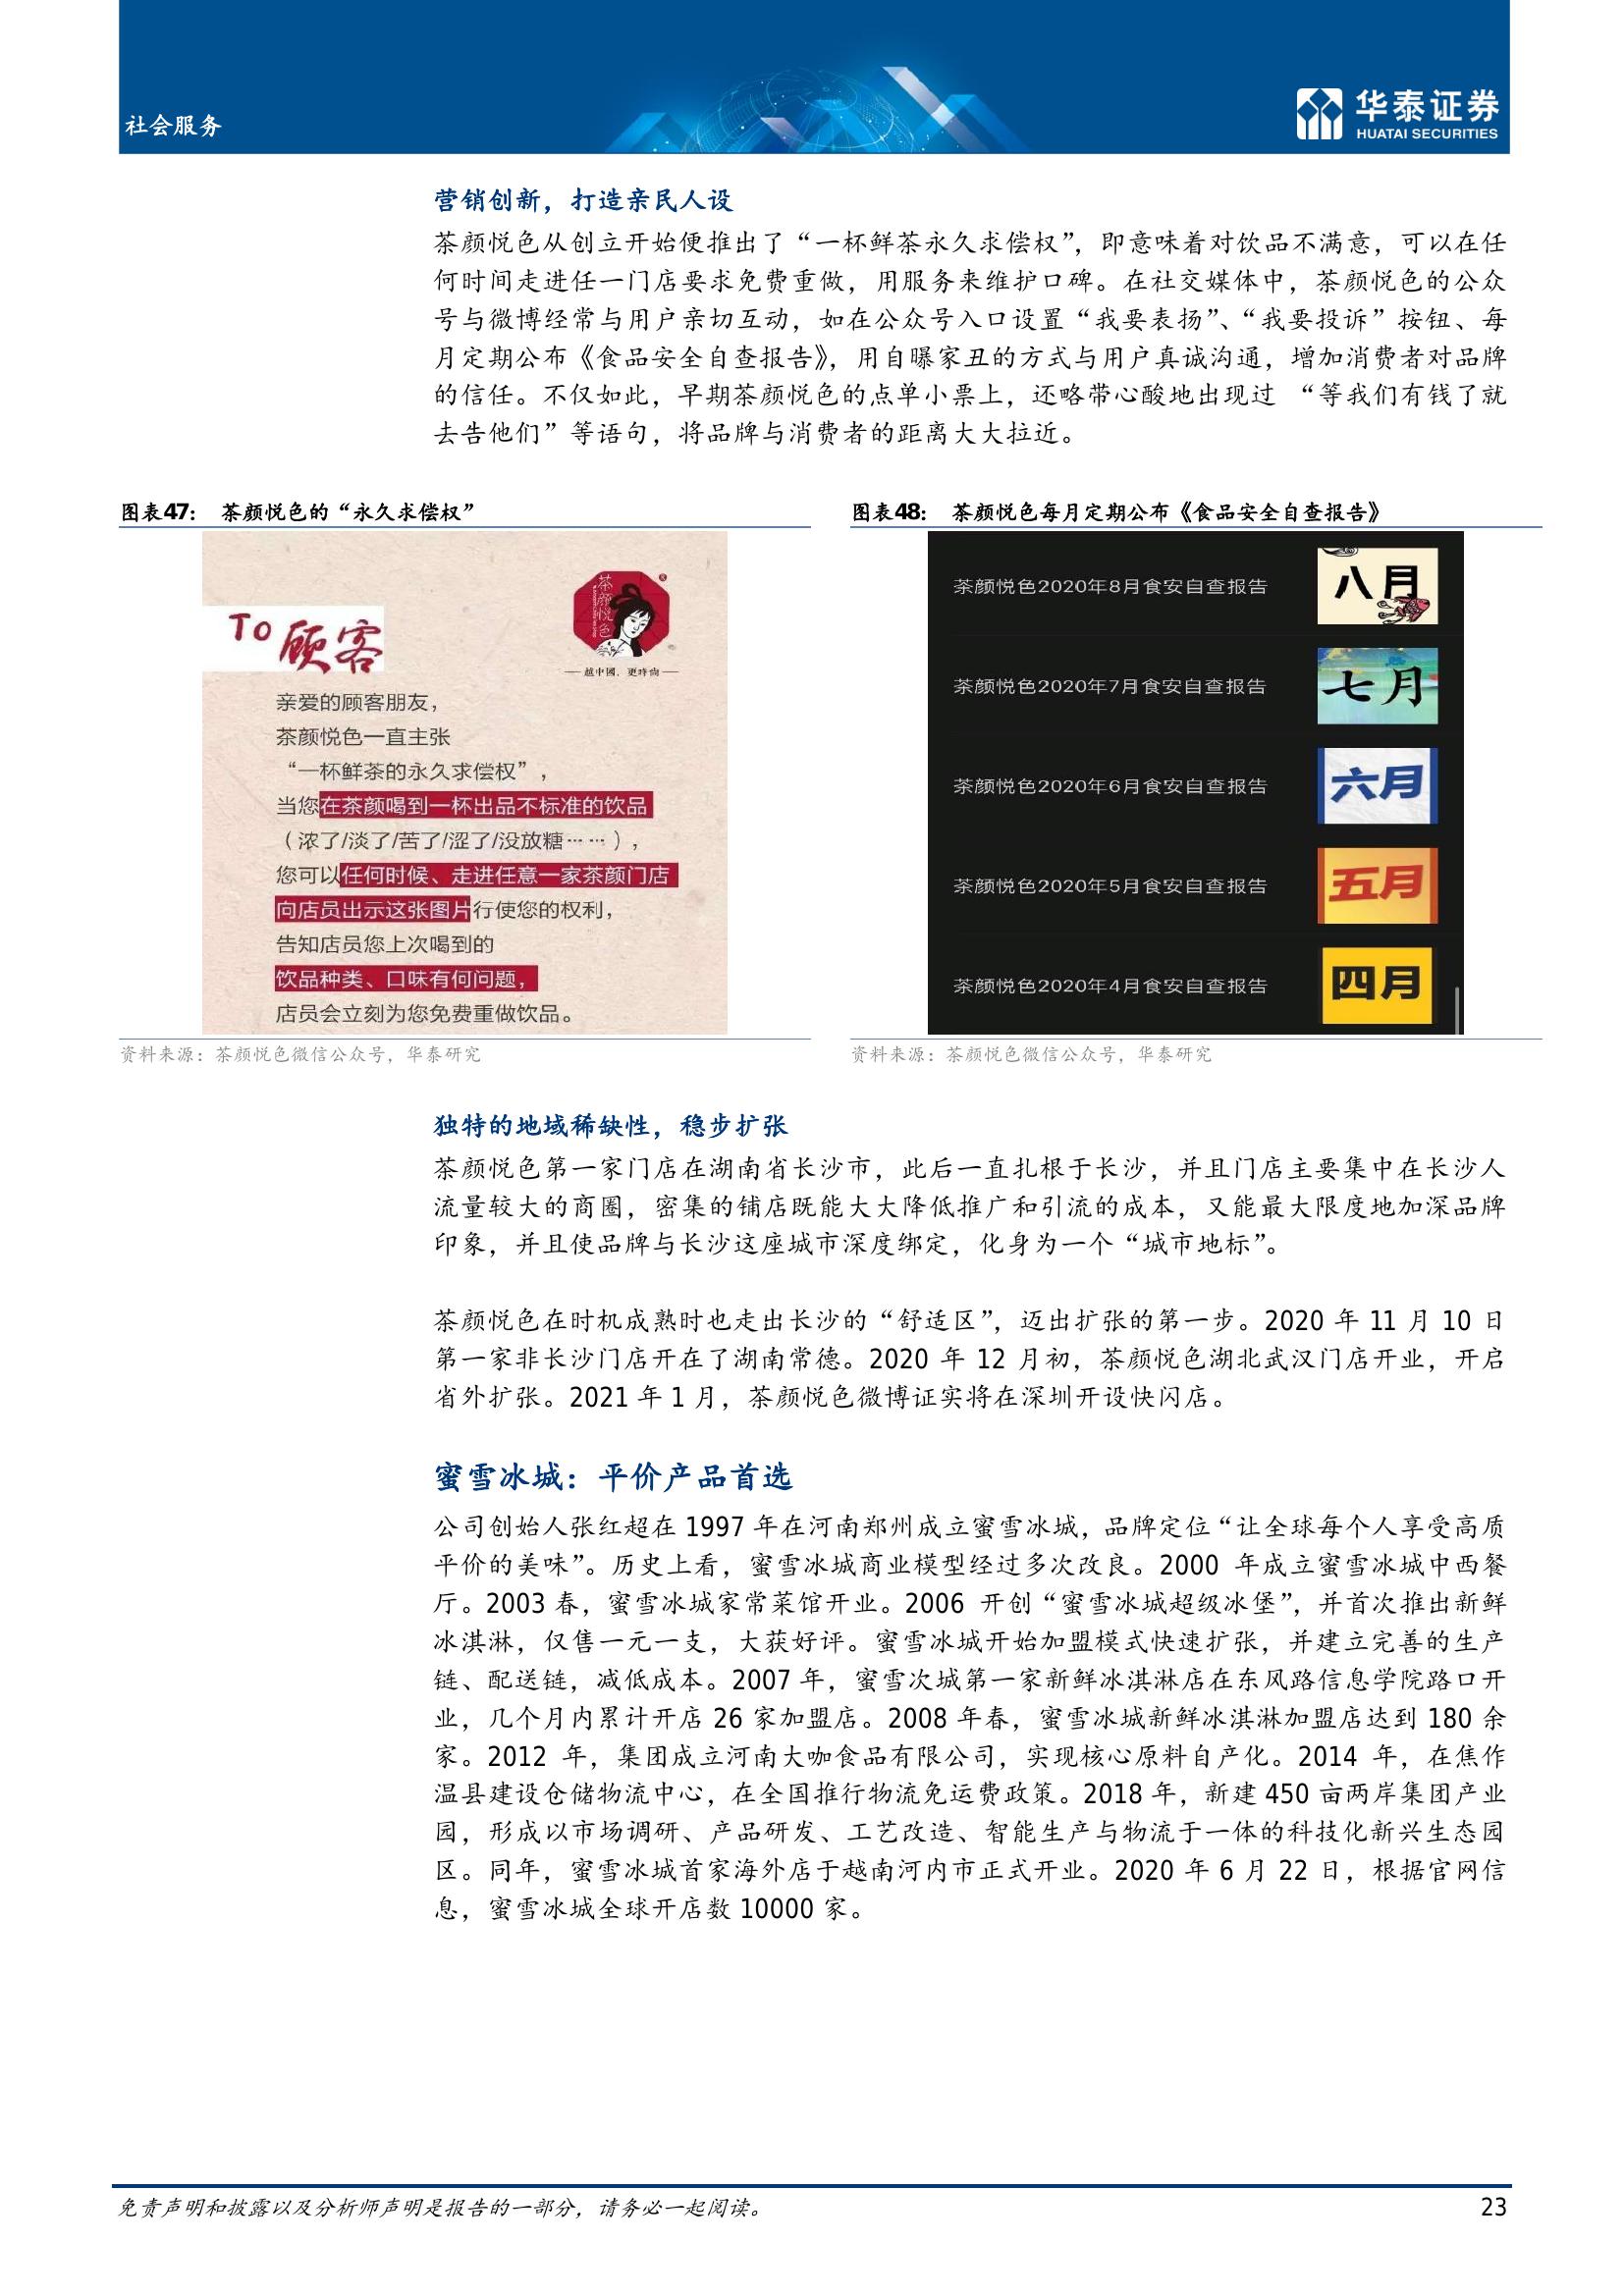 社会服务
华泰证券
HUATAI SECURITIES
营销创新，打造亲民人设
茶颜悦色从创立开始便推出了“一杯鲜茶永久求偿权”，即意味着对饮品不满意，可以在任
何时间走进任一门店要求免费重做，用服务来维护口碑。在社交媒体中，茶颜悦色的公众
号与微博经常与用户亲切互动，如在公众号入口设置“我要表扬”、“我要投诉”按钮、每
月定期公布《食品安全自查报告》，用自曝家丑的方式与用户真诚沟通，增加消费者对品牌
的信任。不仅如此，早期茶颜悦色的点单小票上，还略带心酸地出现过 “等我们有钱了就
去告他们”等语句，将品牌与消费者的距离大大拉近。
图表47： 茶颜悦色的“永久求偿权”
To 顾客
茶颜悦色
越中國，更时尚
亲爱的顾客朋友，
茶颜悦色一直主张
“一杯鲜茶的永久求偿权”，
当您在茶颜喝到一杯出品不标准的饮品
（浓了/淡了/苦了/涩了/没放糖……），
您可以任何时候、走进任意一家茶颜门店
向店员出示这张图片行使您的权利，
告知店员您上次喝到的
饮品种类、口味有何问题，
店员会立刻为您免费重做饮品。
资料来源：茶颜悦色微信公众号，华泰研究
图表48： 茶颜悦色每月定期公布《食品安全自查报告》
茶颜悦色2020年8月食安自查报告
八月
茶颜悦色2020年7月食安自查报告
七月
茶颜悦色2020年6月食安自查报告
六月
茶颜悦色2020年5月食安自查报告
五月
茶颜悦色2020年4月食安自查报告
四月
资料来源：茶颜悦色微信公众号，华泰研究
独特的地域稀缺性，稳步扩张
茶颜悦色第一家门店在湖南省长沙市，此后一直扎根于长沙，并且门店主要集中在长沙人
流量较大的商圈，密集的铺店既能大大降低推广和引流的成本，又能最大限度地加深品牌
印象，并且使品牌与长沙这座城市深度绑定，化身为一个“城市地标”。
茶颜悦色在时机成熟时也走出长沙的“舒适区”，迈出扩张的第一步。2020 年 11 月 10 日
第一家非长沙门店开在了湖南常德。2020 年 12 月初，茶颜悦色湖北武汉门店开业，开启
省外扩张。2021 年 1 月，茶颜悦色微博证实将在深圳开设快闪店。
蜜雪冰城：平价产品首选
公司创始人张红超在 1997 年在河南郑州成立蜜雪冰城，品牌定位“让全球每个人享受高质
平价的美味”。历史上看，蜜雪冰城商业模型经过多次改良。2000 年成立蜜雪冰城中西餐
厅。2003 春，蜜雪冰城家常菜馆开业。2006 开创“蜜雪冰城超级冰堡”，并首次推出新鲜
冰淇淋，仅售一元一支，大获好评。蜜雪冰城开始加盟模式快速扩张，并建立完善的生产
链、配送链，减低成本。2007 年，蜜雪次城第一家新鲜冰淇淋店在东风路信息学院路口开
业，几个月内累计开店 26 家加盟店。2008 年春，蜜雪冰城新鲜冰淇淋加盟店达到 180 余
家。2012 年，集团成立河南大咖食品有限公司，实现核心原料自产化。2014 年，在焦作
温县建设仓储物流中心，在全国推行物流免运费政策。2018 年，新建 450 亩两岸集团产业
园，形成以市场调研、产品研发、工艺改造、智能生产与物流于一体的科技化新兴生态园
区。同年，蜜雪冰城首家海外店于越南河内市正式开业。2020 年 6 月 22 日，根据官网信
息，蜜雪冰城全球开店数 10000 家。
免责声明和披露以及分析师声明是报告的一部分，请务必一起阅读。
23